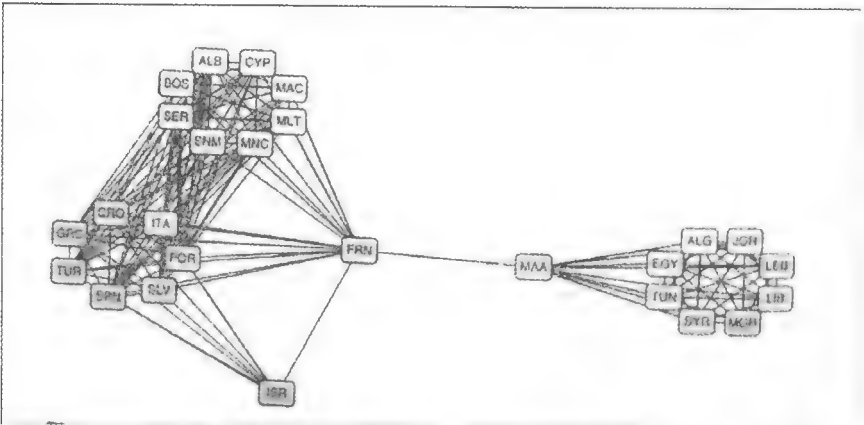 ALB CYP
BOS MAC
SER MLT
SNM MNC
CRO ITA
GRC POR FRN
TUR SLV
SPN
MAA
ALG JOR
EGY LEB
TUN LIB
SYR MOR
ISR